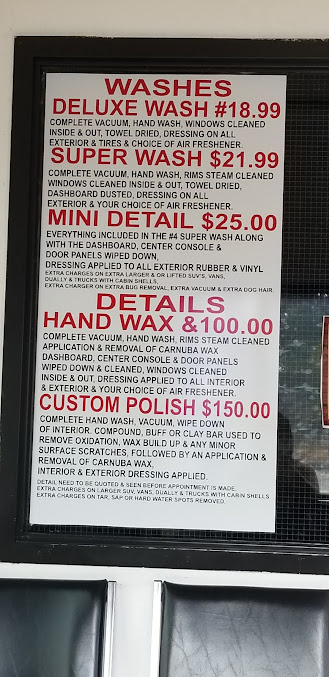 WASHES
DELUXE WASH #18.99
COMPLETE VACUUM, HAND WASH, WINDOWS CLEANED
INSIDE & OUT, TOWEL DRIED, DRESSING ON ALL
EXTERIOR & TIRES & CHOICE OF AIR FRESHENER.
SUPER WASH $21.99
COMPLETE VACUUM, HAND WASH, RIMS STEAM CLEANED
WINDOWS CLEANED INSIDE & OUT, TOWEL DRIED,
DASHBOARD DUSTED, DRESSING ON ALL
EXTERIOR & YOUR CHOICE OF AIR FRESHENER.
MINI DETAIL $25.00
EVERYTHING INCLUDED IN THE #4 SUPER WASH ALONG
WITH THE DASHBOARD, CENTER CONSOLE &
DOOR PANELS WIPED DOWN,
DRESSING APPLIED TO ALL EXTERIOR RUBBER & VINYL
EXTRA CHARGES ON EXTRA LARGER & OR LIFTED SUV'S, VANS,
DUALLY & TRUCKS WITH CABIN SHELLS,
EXTRA CHARGER ON EXTRA BUG REMOVAL, EXTRA VACUUM & EXTRA DOG HAIR.
DETAILS
HAND WAX &100.00
COMPLETE VACUUM, HAND WASH, RIMS STEAM CLEANED
APPLICATION & REMOVAL OF CARNUBA WAX
DASHBOARD, CENTER CONSOLE & DOOR PANELS
WIPED DOWN & CLEANED, WINDOWS CLEANED
INSIDE & OUT, DRESSING APPLIED TO ALL INTERIOR
& EXTERIOR & YOUR CHOICE OF AIR FRESHENER.
CUSTOM POLISH $150.00
COMPLETE HAND WASH, VACUUM, WIPE DOWN
OF INTERIOR. COMPOUND, BUFF OR CLAY BAR USED TO
REMOVE OXIDATION, WAX BUILD UP & ANY MINOR
SURFACE SCRATCHES, FOLLOWED BY AN APPLICATION &
REMOVAL OF CARNUBA WAX,
INTERIOR & EXTERIOR DRESSING APPLIED.
DETAIL NEED TO BE QUOTED & SEEN BEFORE APPOINTMENT IS MADE.
EXTRA CHARGES ON LARGER SUV, VANS, DUALLY & TRUCKS WITH CABIN SHELLS
EXTRA CHARGES ON TAR, SAP OR HARD WATER SPOTS REMOVED.